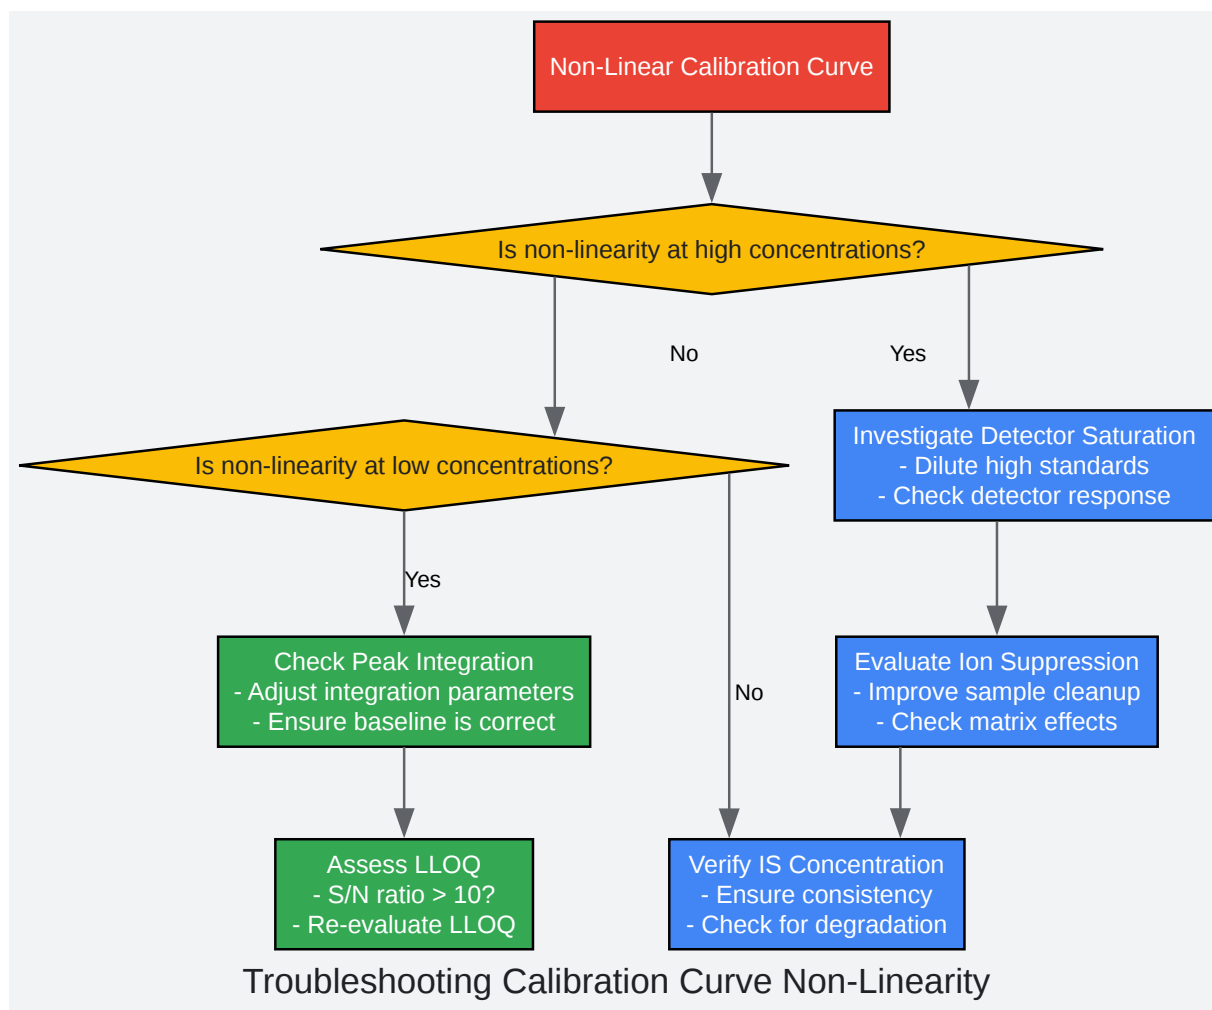 Non-Linear Calibration Curve
Is non-linearity at high concentrations?
No
Yes
Is non-linearity at low concentrations?
Investigate Detector Saturation
- Dilute high standards
- Check detector response
Yes
No
Check Peak Integration
- Adjust integration parameters
- Ensure baseline is correct
Evaluate Ion Suppression
- Improve sample cleanup
- Check matrix effects
Assess LLOQ
- S/N ratio > 10?
- Re-evaluate LLOQ
Verify IS Concentration
- Ensure consistency
- Check for degradation
Troubleshooting Calibration Curve Non-Linearity